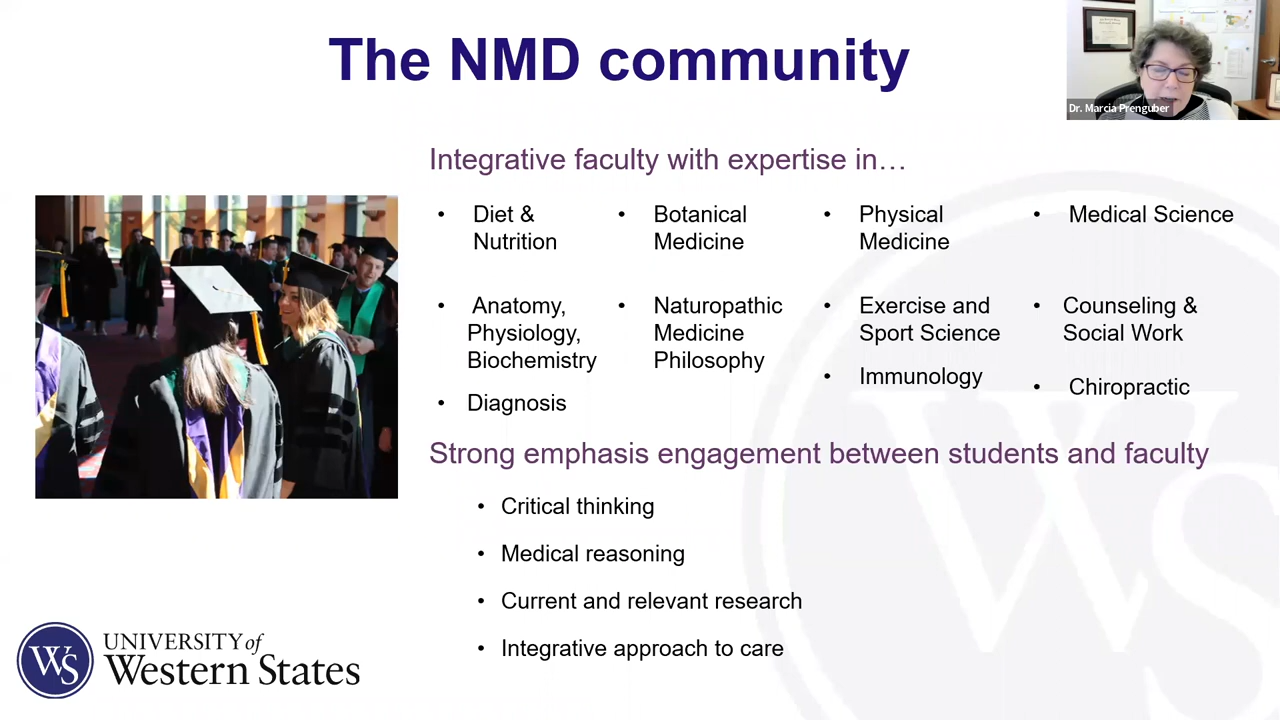 The NMD community
Dr. Marcia Prenguber
Integrative faculty with expertise in…
• Diet &
Nutrition
• Botanical
Medicine
• Physical
Medicine
• Medical Science
• Anatomy,
Physiology,
Biochemistry
• Naturopathic
Medicine
Philosophy
• Exercise and
Sport Science
• Counseling &
Social Work
• Diagnosis
• Immunology
• Chiropractic
Strong emphasis engagement between students and faculty
• Critical thinking
• Medical reasoning
• Current and relevant research
• Integrative approach to care
WS
UNIVERSITY of
Western States
WS